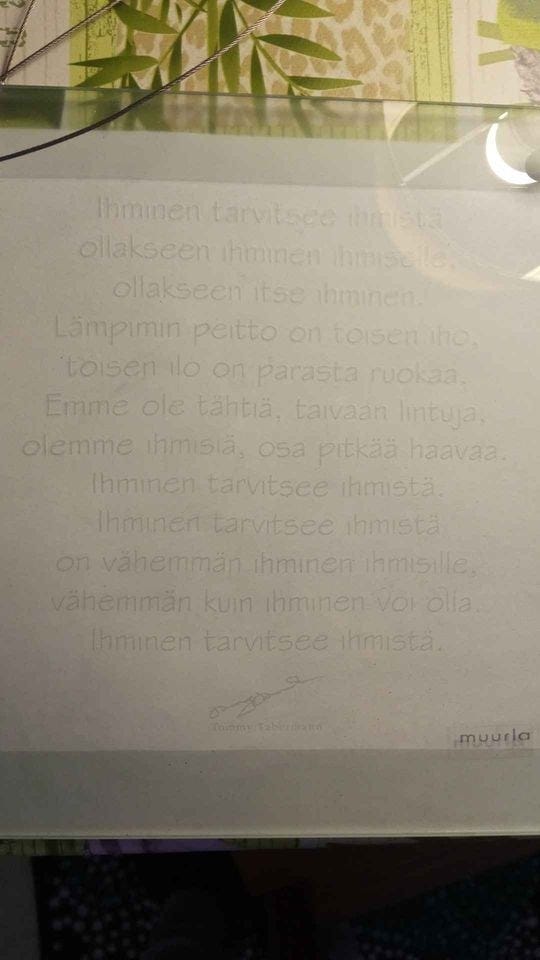 Ihminen tarvitsee ihmistä
ollakseen ihminen ihmiselle,
ollakseen itse ihminen.
Lämpimin peitto on toisen iho,
toisen ilo on parasta ruokaa.
Emme ole tähtiä, taivaan lintuja,
olemme ihmisiä, osa pitkää haavaa.
Ihminen tarvitsee ihmistä.
Ihminen tarvitsee ihmistä
on vähemmän ihminen ihmisille,
vähemmän kuin ihminen voi olla.
Ihminen tarvitsee ihmistä.
Tommy Tabermann
muurla